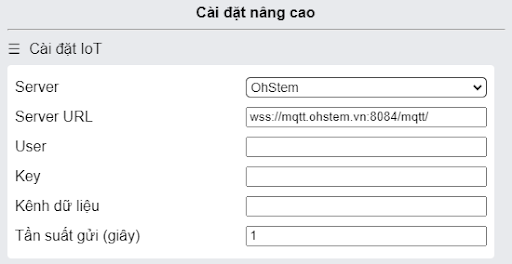 Cài đặt nâng cao
☰ Cài đặt IoT
Server OhStem
Server URL wss://mqtt.ohstem.vn:8084/mqtt/
User
Key
Kênh dữ liệu
Tần suất gửi (giây) 1